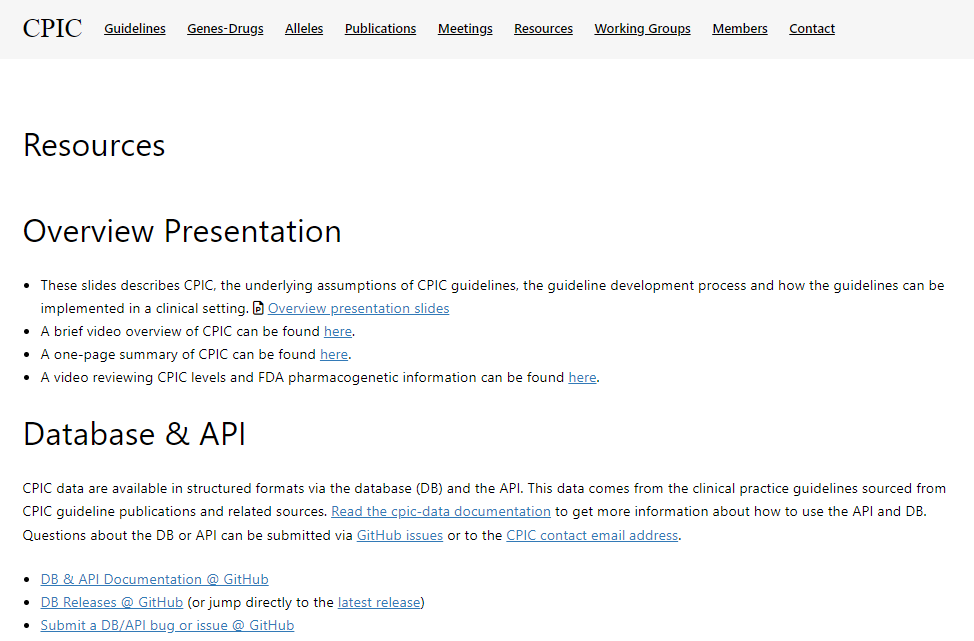 CPIC Guidelines Genes-Drugs Alleles Publications Meetings Resources Working Groups Members Contact
Resources
Overview Presentation
These slides describes CPIC, the underlying assumptions of CPIC guidelines, the guideline development process and how the guidelines can be
implemented in a clinical setting. Overview presentation slides
A brief video overview of CPIC can be found here.
A one-page summary of CPIC can be found here.
A video reviewing CPIC levels and FDA pharmacogenetic information can be found here.
Database & API
CPIC data are available in structured formats via the database (DB) and the API. This data comes from the clinical practice guidelines sourced from
CPIC guideline publications and related sources. Read the cpic-data documentation to get more information about how to use the API and DB.
Questions about the DB or API can be submitted via GitHub issues or to the CPIC contact email address.
DB & API Documentation @ GitHub
DB Releases @ GitHub (or jump directly to the latest release)
Submit a DB/API bug or issue @ GitHub